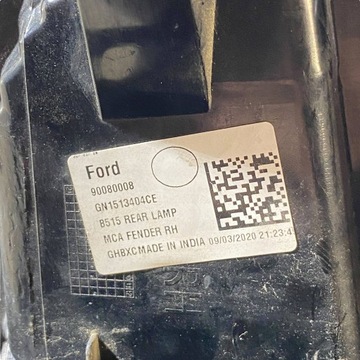 Ford
90080008
GN1513404CE
B515 REAR LAMP
MCA FENDER RH
GHBXCMADE IN INDIA 09/03/2020 21:23:4